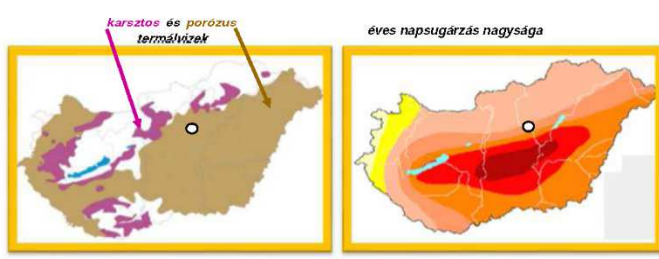 karsztos és porózus
termálvizek
éves napsugárzás nagysága